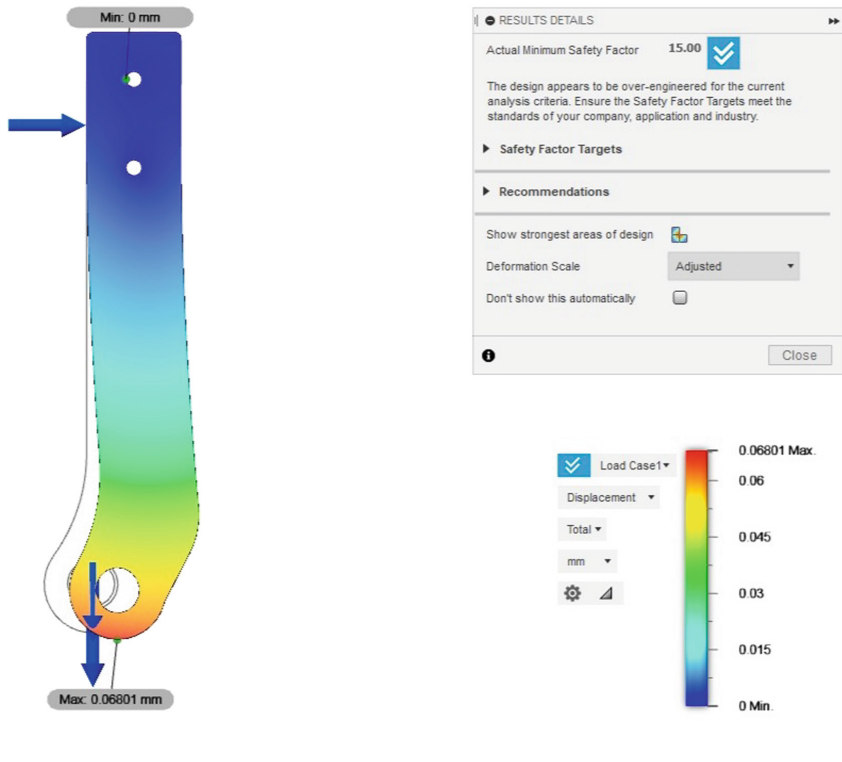 Min: 0 mm
Max: 0.06801 mm
RESULTS DETAILS
Actual Minimum Safety Factor 15.00
The design appears to be over-engineered for the current
analysis criteria. Ensure the Safety Factor Targets meet the
standards of your company, application and industry.
Safety Factor Targets
Recommendations
Show strongest areas of design
Deformation Scale Adjusted
Don't show this automatically
Close
Load Case1
Displacement
Total
mm
0.06801 Max.
0.06
0.045
0.03
0.015
0 Min.